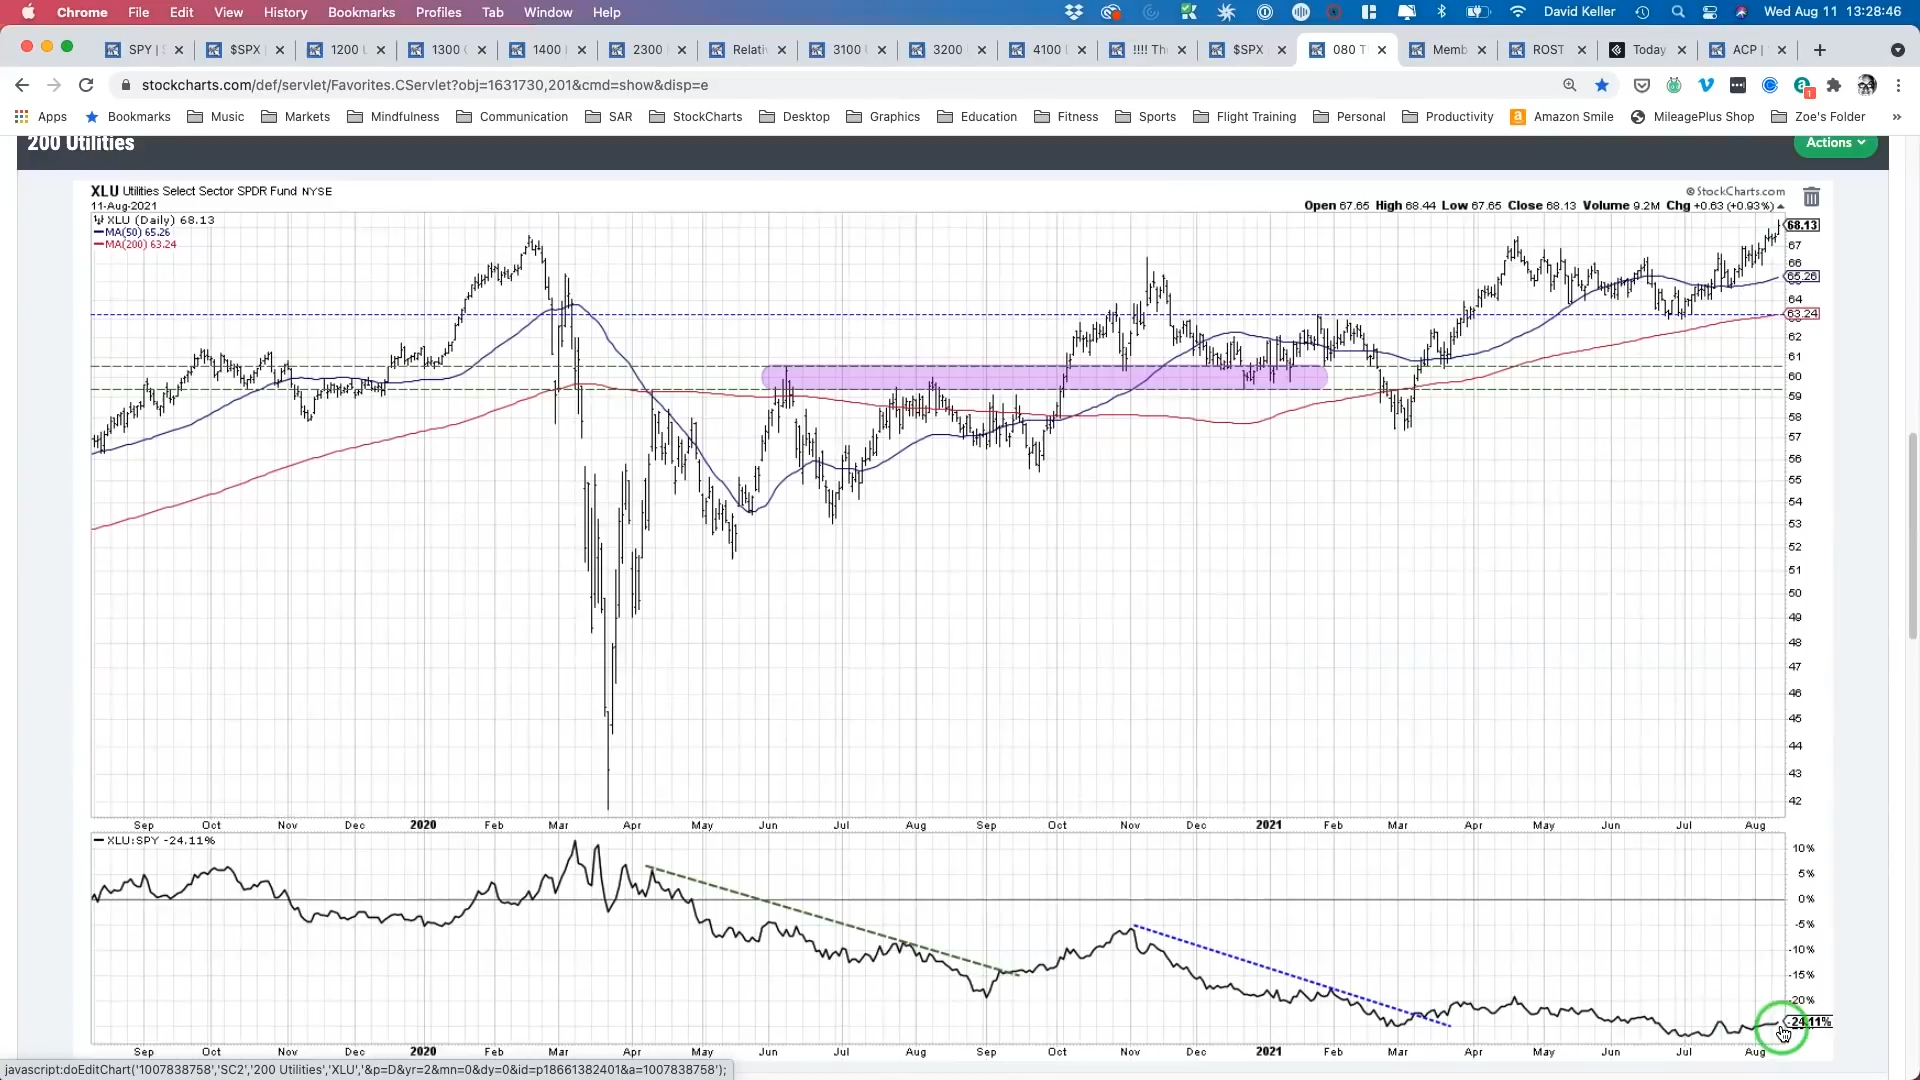 Chrome File Edit View History Bookmarks Profiles Tab Window Help David Keller Wed Aug 11 13:28:46
SPY | $SPX 1200 1300 1400 2300 Relati 3100 3200 4100 !!!! Th $SPX 080 T Memb ROST Today ACP |
stockcharts.com/def/servlet/Favorites.CServlet?obj=1631730,201&cmd=show&disp=e
Apps Bookmarks Music Markets Mindfulness Communication SAR StockCharts Desktop Graphics Education Fitness Sports Flight Training Personal Productivity Amazon Smile MileagePlus Shop Zoe's Folder »
200 Utilities Actions
XLU Utilities Select Sector SPDR Fund NYSE © StockCharts.com
11-Aug-2021 Open 67.65 High 68.44 Low 67.65 Close 68.13 Volume 9.2M Chg +0.63 (+0.93%)
XLU (Daily) 68.13
MA(50) 65.26
MA(200) 63.24
68.13
67
66
65.26
64
63.24
62
61
60
59
58
57
56
55
54
53
52
51
50
49
48
47
46
45
44
43
42
Sep Oct Nov Dec 2020 Feb Mar Apr May Jun Jul Aug Sep Oct Nov Dec 2021 Feb Mar Apr May Jun Jul Aug
XLU:SPY -24.11%
10%
5%
0%
-5%
-10%
-15%
-20%
-24.11%
Sep Oct Nov Dec 2020 Feb Mar Apr May Jun Jul Aug Sep Oct Nov Dec 2021 Feb Mar Apr May Jun Jul Aug
javascript:doEditChart('1007838758','SC2','200 Utilities','XLU','&p=D&yr=2&mn=0&dy=0&id=p18661382401&a=1007838758');